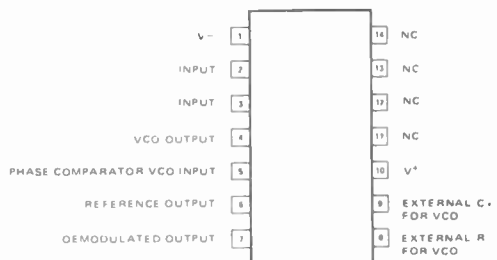 V- 1
14 NC
INPUT 2
13 NC
INPUT 3
12 NC
VCO OUTPUT 4
11 NC
PHASE COMPARATOR VCO INPUT 5
10 V+
REFERENCE OUTPUT 6
9 EXTERNAL C.
FOR VCO
DEMODULATED OUTPUT 7
8 EXTERNAL R
FOR VCO